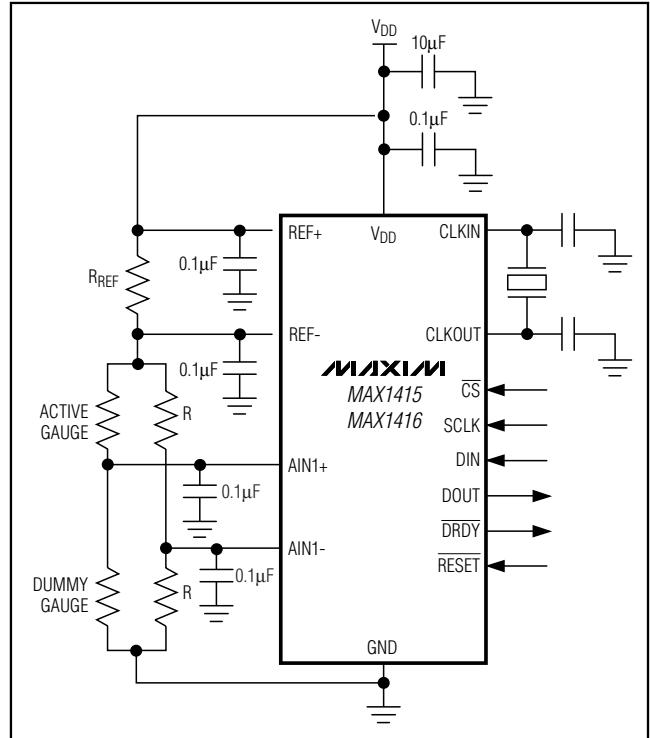 VDD
10μF
0.1μF
REF+
VDD
CLKIN
0.1μF
RREF
REF-
CLKOUT
0.1μF
MAXIM
MAX1415
MAX1416
CS
ACTIVE
GAUGE
R
SCLK
AIN1+
DIN
0.1μF
DOUT
DRDY
AIN1-
RESET
DUMMY
GAUGE
R
0.1μF
GND